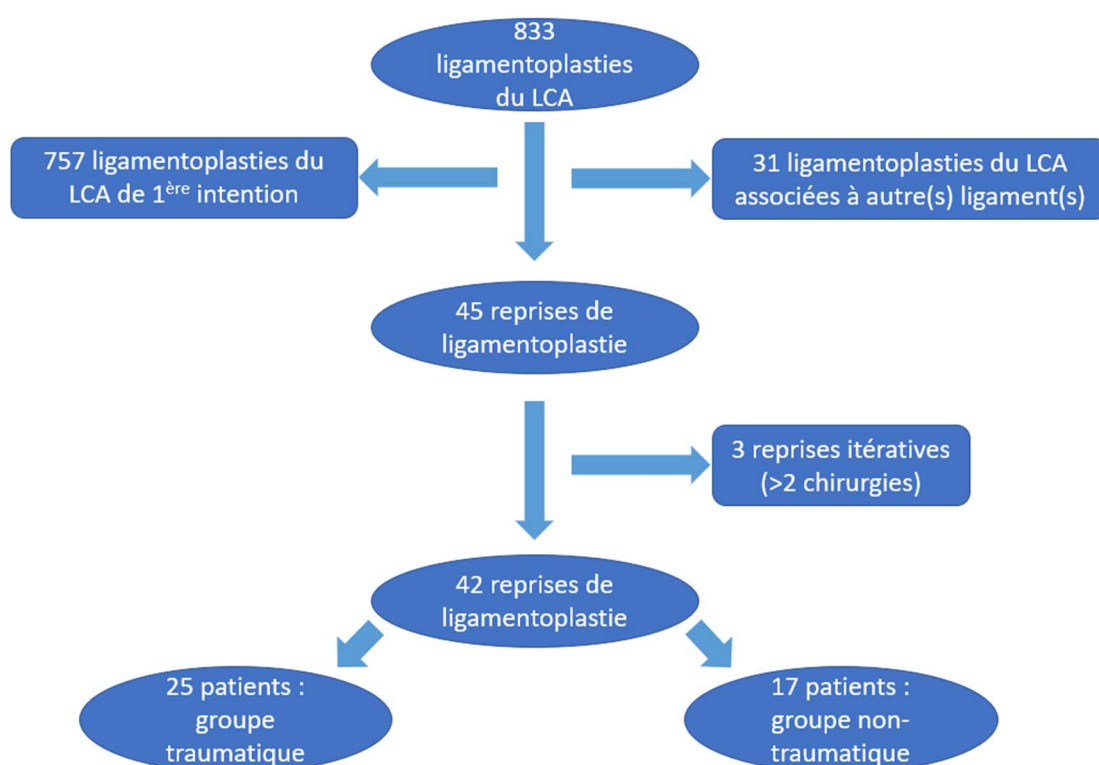 833
ligamentoplasties
du LCA
757 ligamentoplasties du
LCA de 1ère intention
31 ligamentoplasties du LCA
associées à autre(s) ligament(s)
45 reprises de
ligamentoplastie
3 reprises itératives
(>2 chirurgies)
42 reprises de
ligamentoplastie
25 patients :
groupe
traumatique
17 patients :
groupe non-
traumatique